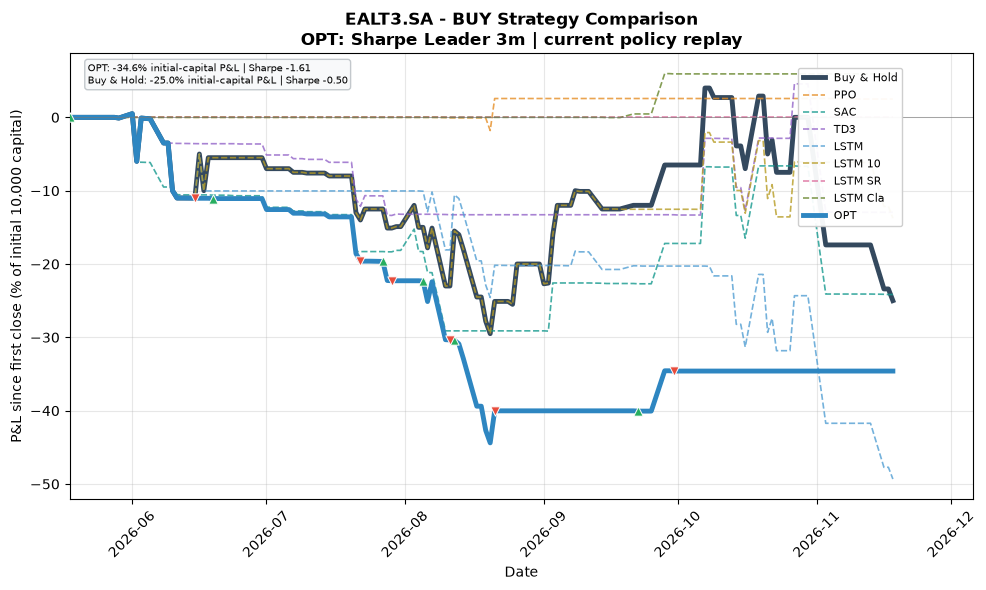 EALT3.SA - BUY Strategy Comparison
OPT: Sharpe Leader 3m | current policy replay
OPT: -34.6% initial-capital P&L | Sharpe -1.61
Buy & Hold: -25.0% initial-capital P&L | Sharpe -0.50
Buy & Hold
PPO
SAC
TD3
LSTM
LSTM 10
LSTM SR
LSTM Cla
OPT
P&L since first close (% of initial 10,000 capital)
0
−10
−20
−30
−40
−50
2026-06
2026-07
2026-08
2026-09
2026-10
2026-11
2026-12
Date